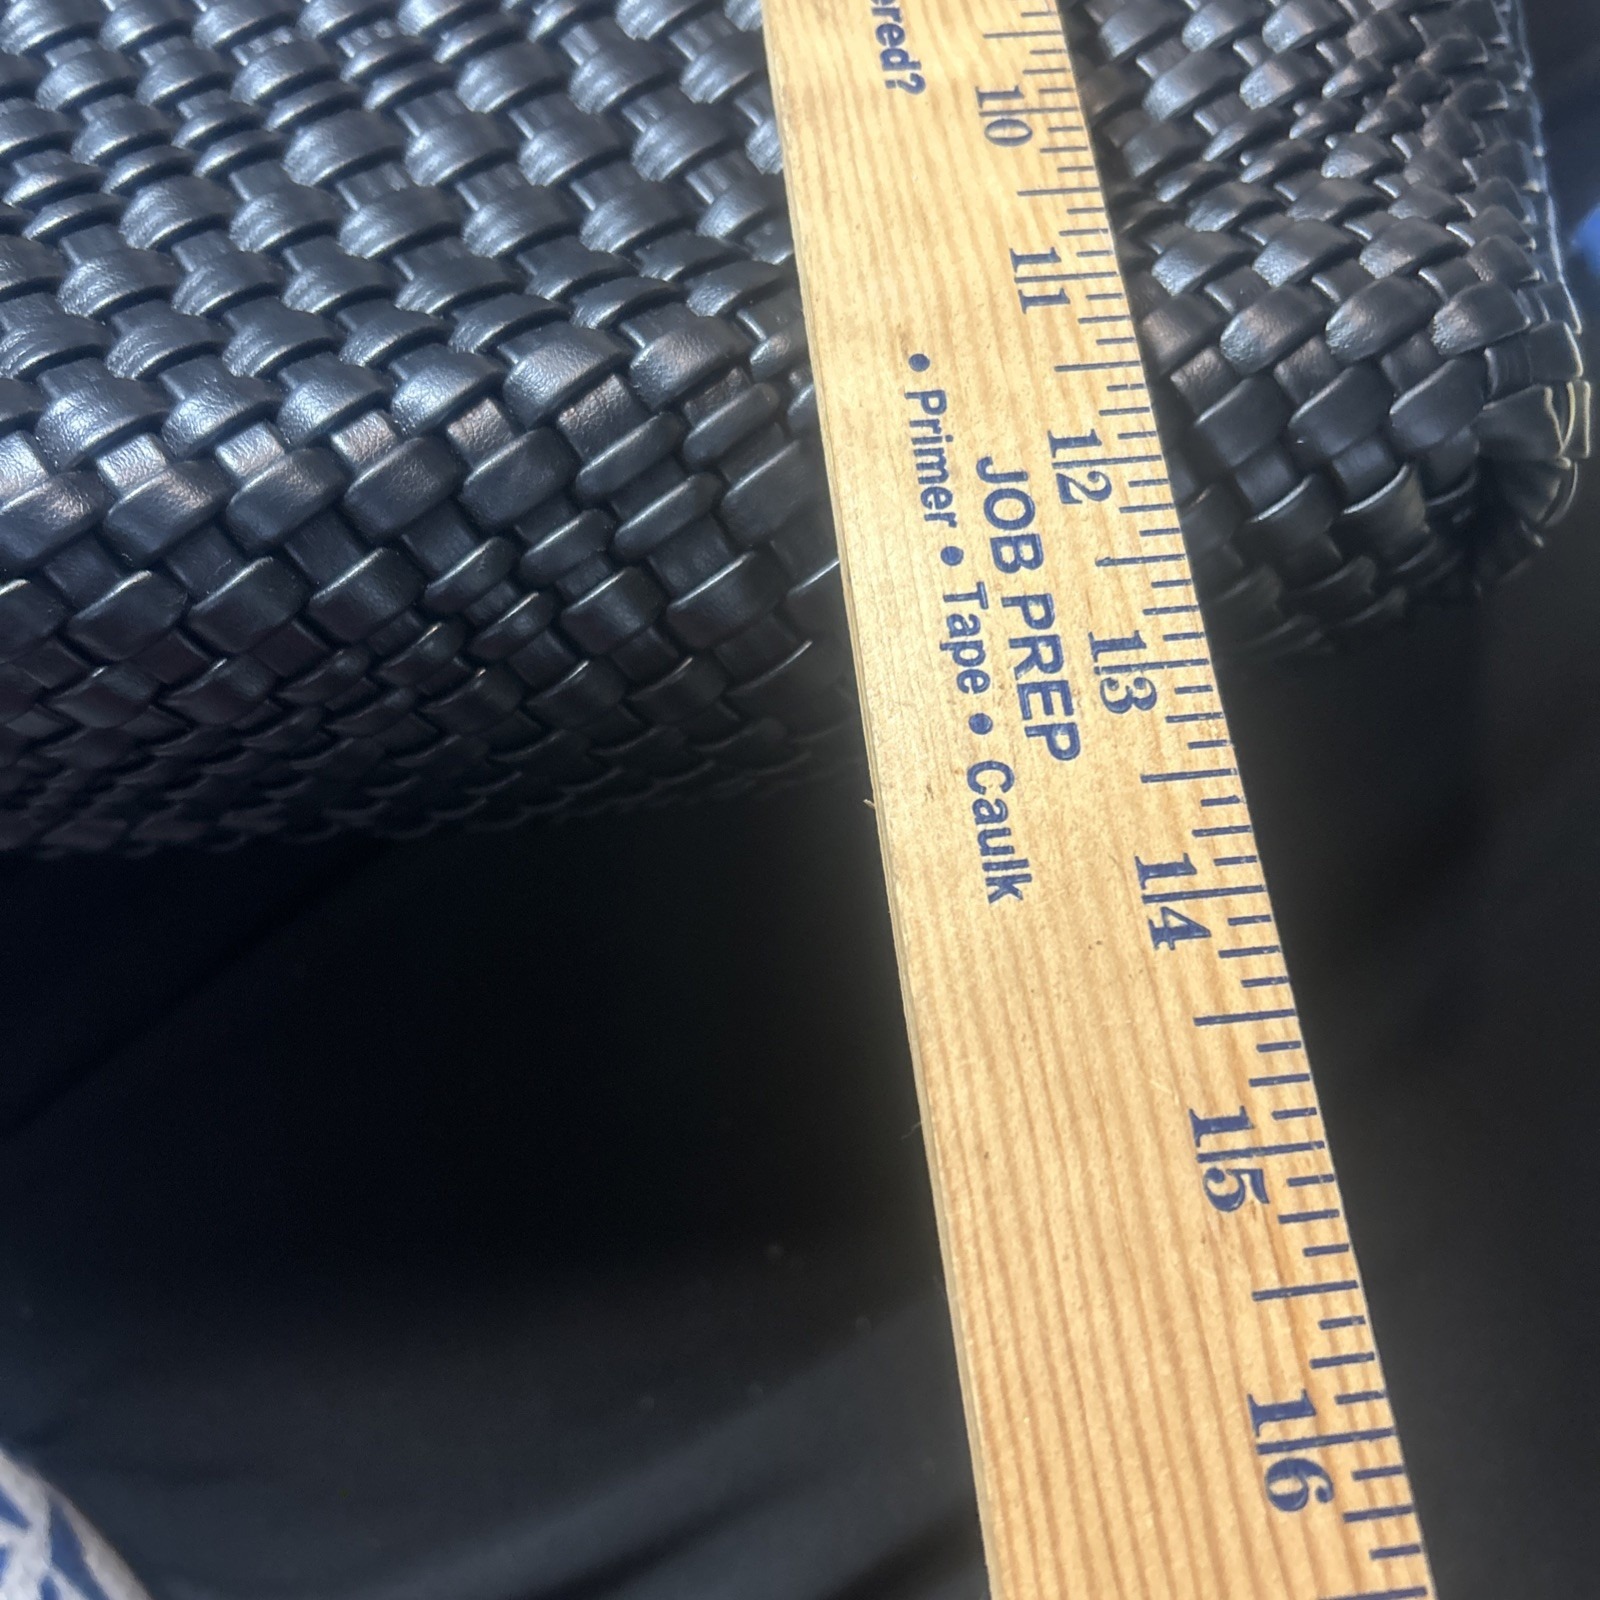 ered?
10
11
12
13
14
15
16
JOB PREP
• Primer • Tape • Caulk